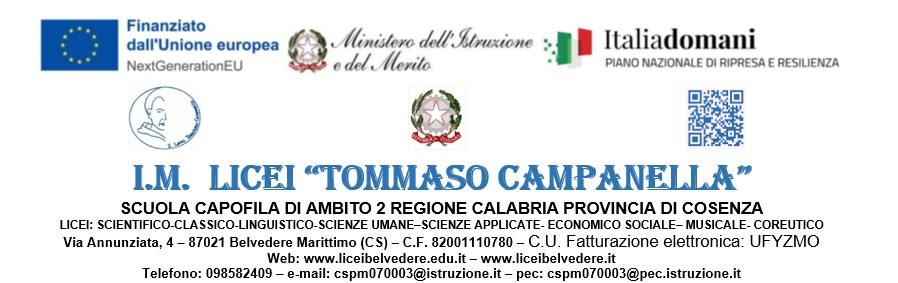 Finanziato
dall'Unione europea
NextGenerationEU
Ministero dell'Istruzione
e del Merito
Italiadomani
PIANO NAZIONALE DI RIPRESA E RESILIENZA
I.M. LICEI “TOMMASO CAMPANELLA”
SCUOLA CAPOFILA DI AMBITO 2 REGIONE CALABRIA PROVINCIA DI COSENZA
LICEI: SCIENTIFICO-CLASSICO-LINGUISTICO-SCIENZE UMANE–SCIENZE APPLICATE- ECONOMICO SOCIALE– MUSICALE- COREUTICO
Via Annunziata, 4 – 87021 Belvedere Marittimo (CS) – C.F. 82001110780 – C.U. Fatturazione elettronica: UFYZMO
Web: www.liceibelvedere.edu.it – www.liceibelvedere.it
Telefono: 098582409 – e-mail: cspm070003@istruzione.it – pec: cspm070003@pec.istruzione.it